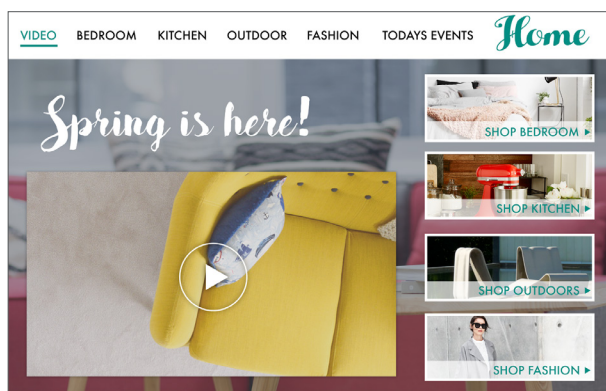 VIDEO BEDROOM KITCHEN OUTDOOR FASHION TODAYS EVENTS Home
Spring is here!
SHOP BEDROOM
SHOP KITCHEN
SHOP OUTDOORS
SHOP FASHION